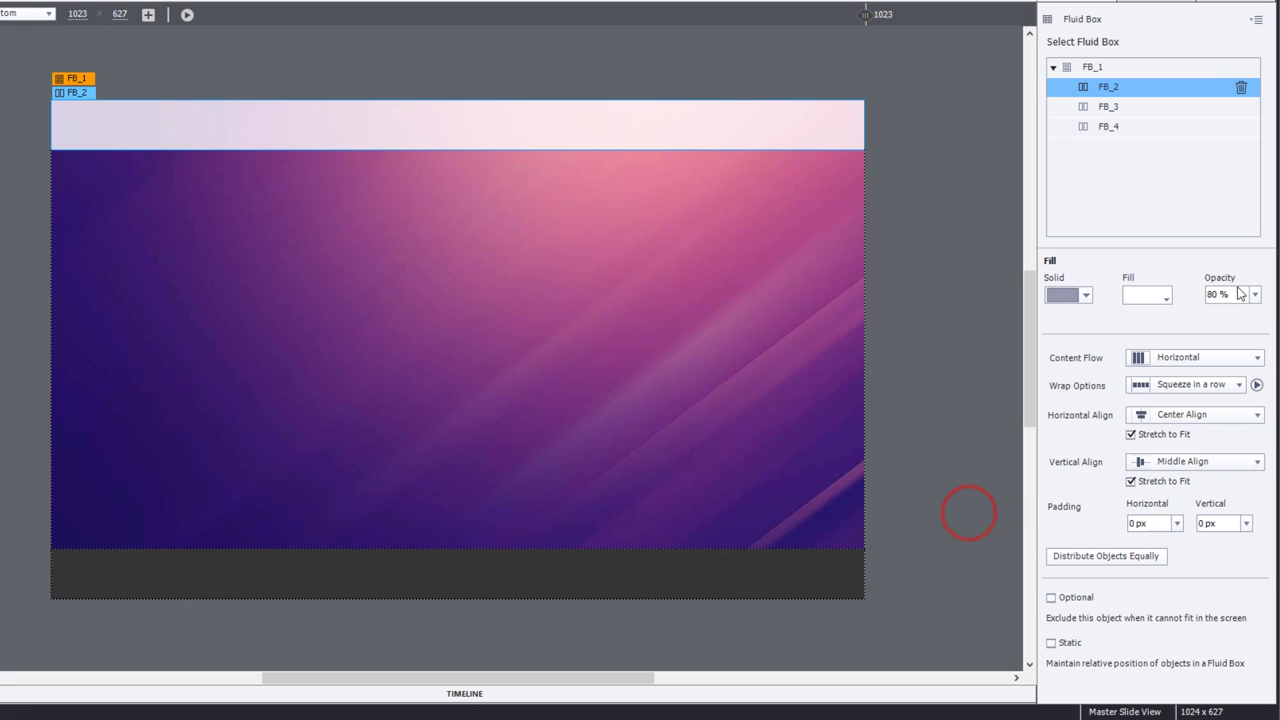 tom 1023 × 627 1023
FB_1
FB_2
Fluid Box
Select Fluid Box
FB_1
FB_2
FB_3
FB_4
Fill
Solid Fill Opacity
80 %
Content Flow Horizontal
Wrap Options Squeeze in a row
Horizontal Align Center Align
Stretch to Fit
Vertical Align Middle Align
Stretch to Fit
Padding Horizontal Vertical
0 px 0 px
Distribute Objects Equally
Optional
Exclude this object when it cannot fit in the screen
Static
Maintain relative position of objects in a Fluid Box
TIMELINE
Master Slide View 1024 x 627